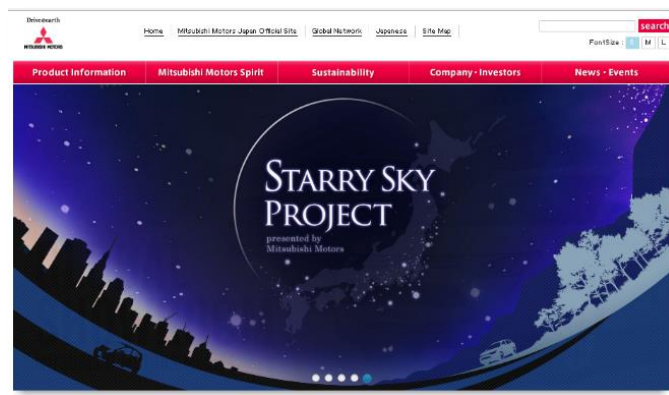 Drive@earth
MITSUBISHI MOTORS
Home Mitsubishi Motors Japan Official Site Global Network Japanese Site Map
search
FontSize : S M L
Product Information Mitsubishi Motors Spirit Sustainability Company・Investors News・Events
STARRY SKY
PROJECT
presented by
Mitsubishi Motors